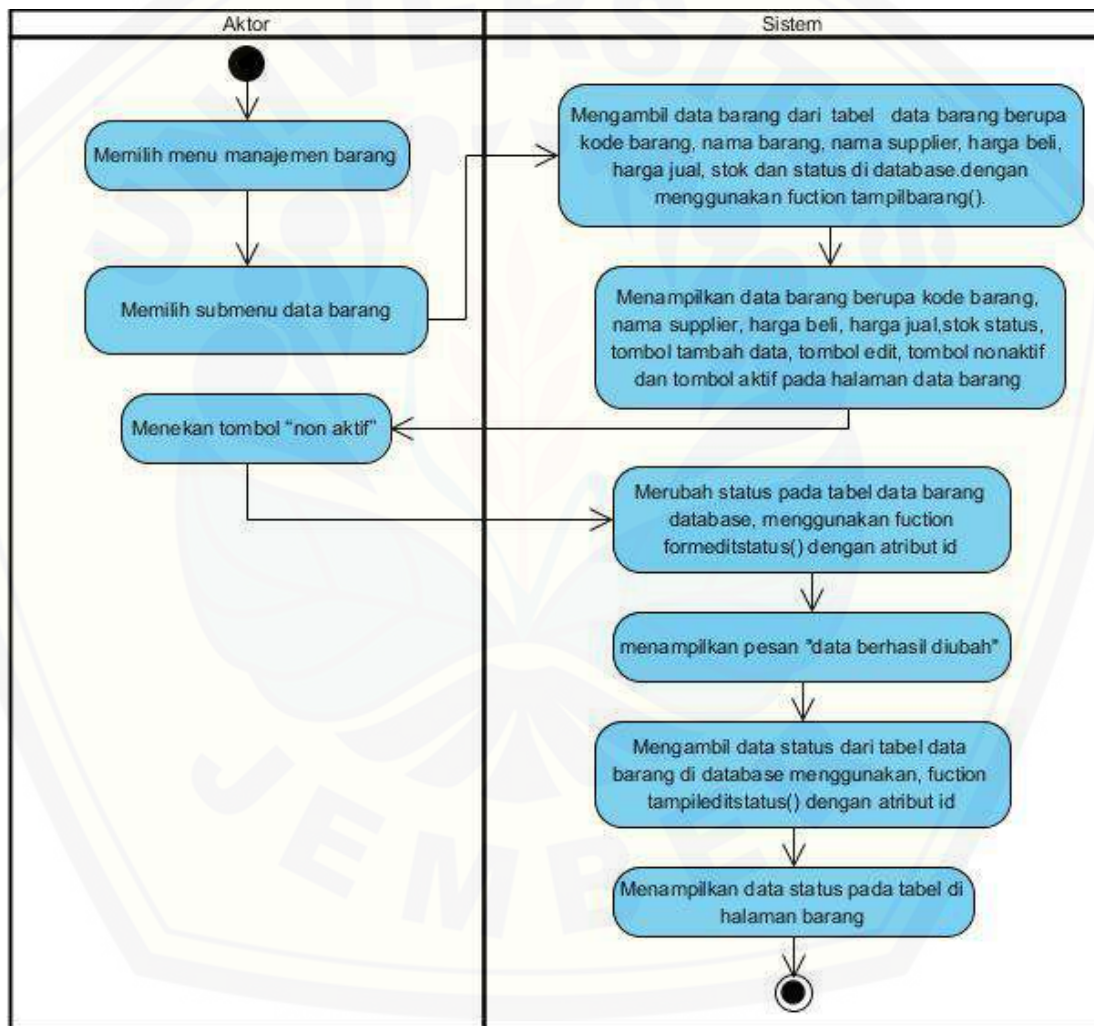 Aktor
Sistem
Memilih menu manajemen barang
Memilih submenu data barang
Mengambil data barang dari tabel data barang berupa
kode barang, nama barang, nama supplier, harga beli,
harga jual, stok dan status di database.dengan
menggunakan fuction tampilbarang().
Menampilkan data barang berupa kode barang,
nama supplier, harga beli, harga jual,stok status,
tombol tambah data, tombol edit, tombol nonaktif
dan tombol aktif pada halaman data barang
Menekan tombol “non aktif”
Merubah status pada tabel data barang
database, menggunakan fuction
formeditstatus() dengan atribut id
menampilkan pesan "data berhasil diubah"
Mengambil data status dari tabel data
barang di database menggunakan, fuction
tampileditstatus() dengan atribut id
Menampilkan data status pada tabel di
halaman barang
UNIVERSITAS
JEMBER